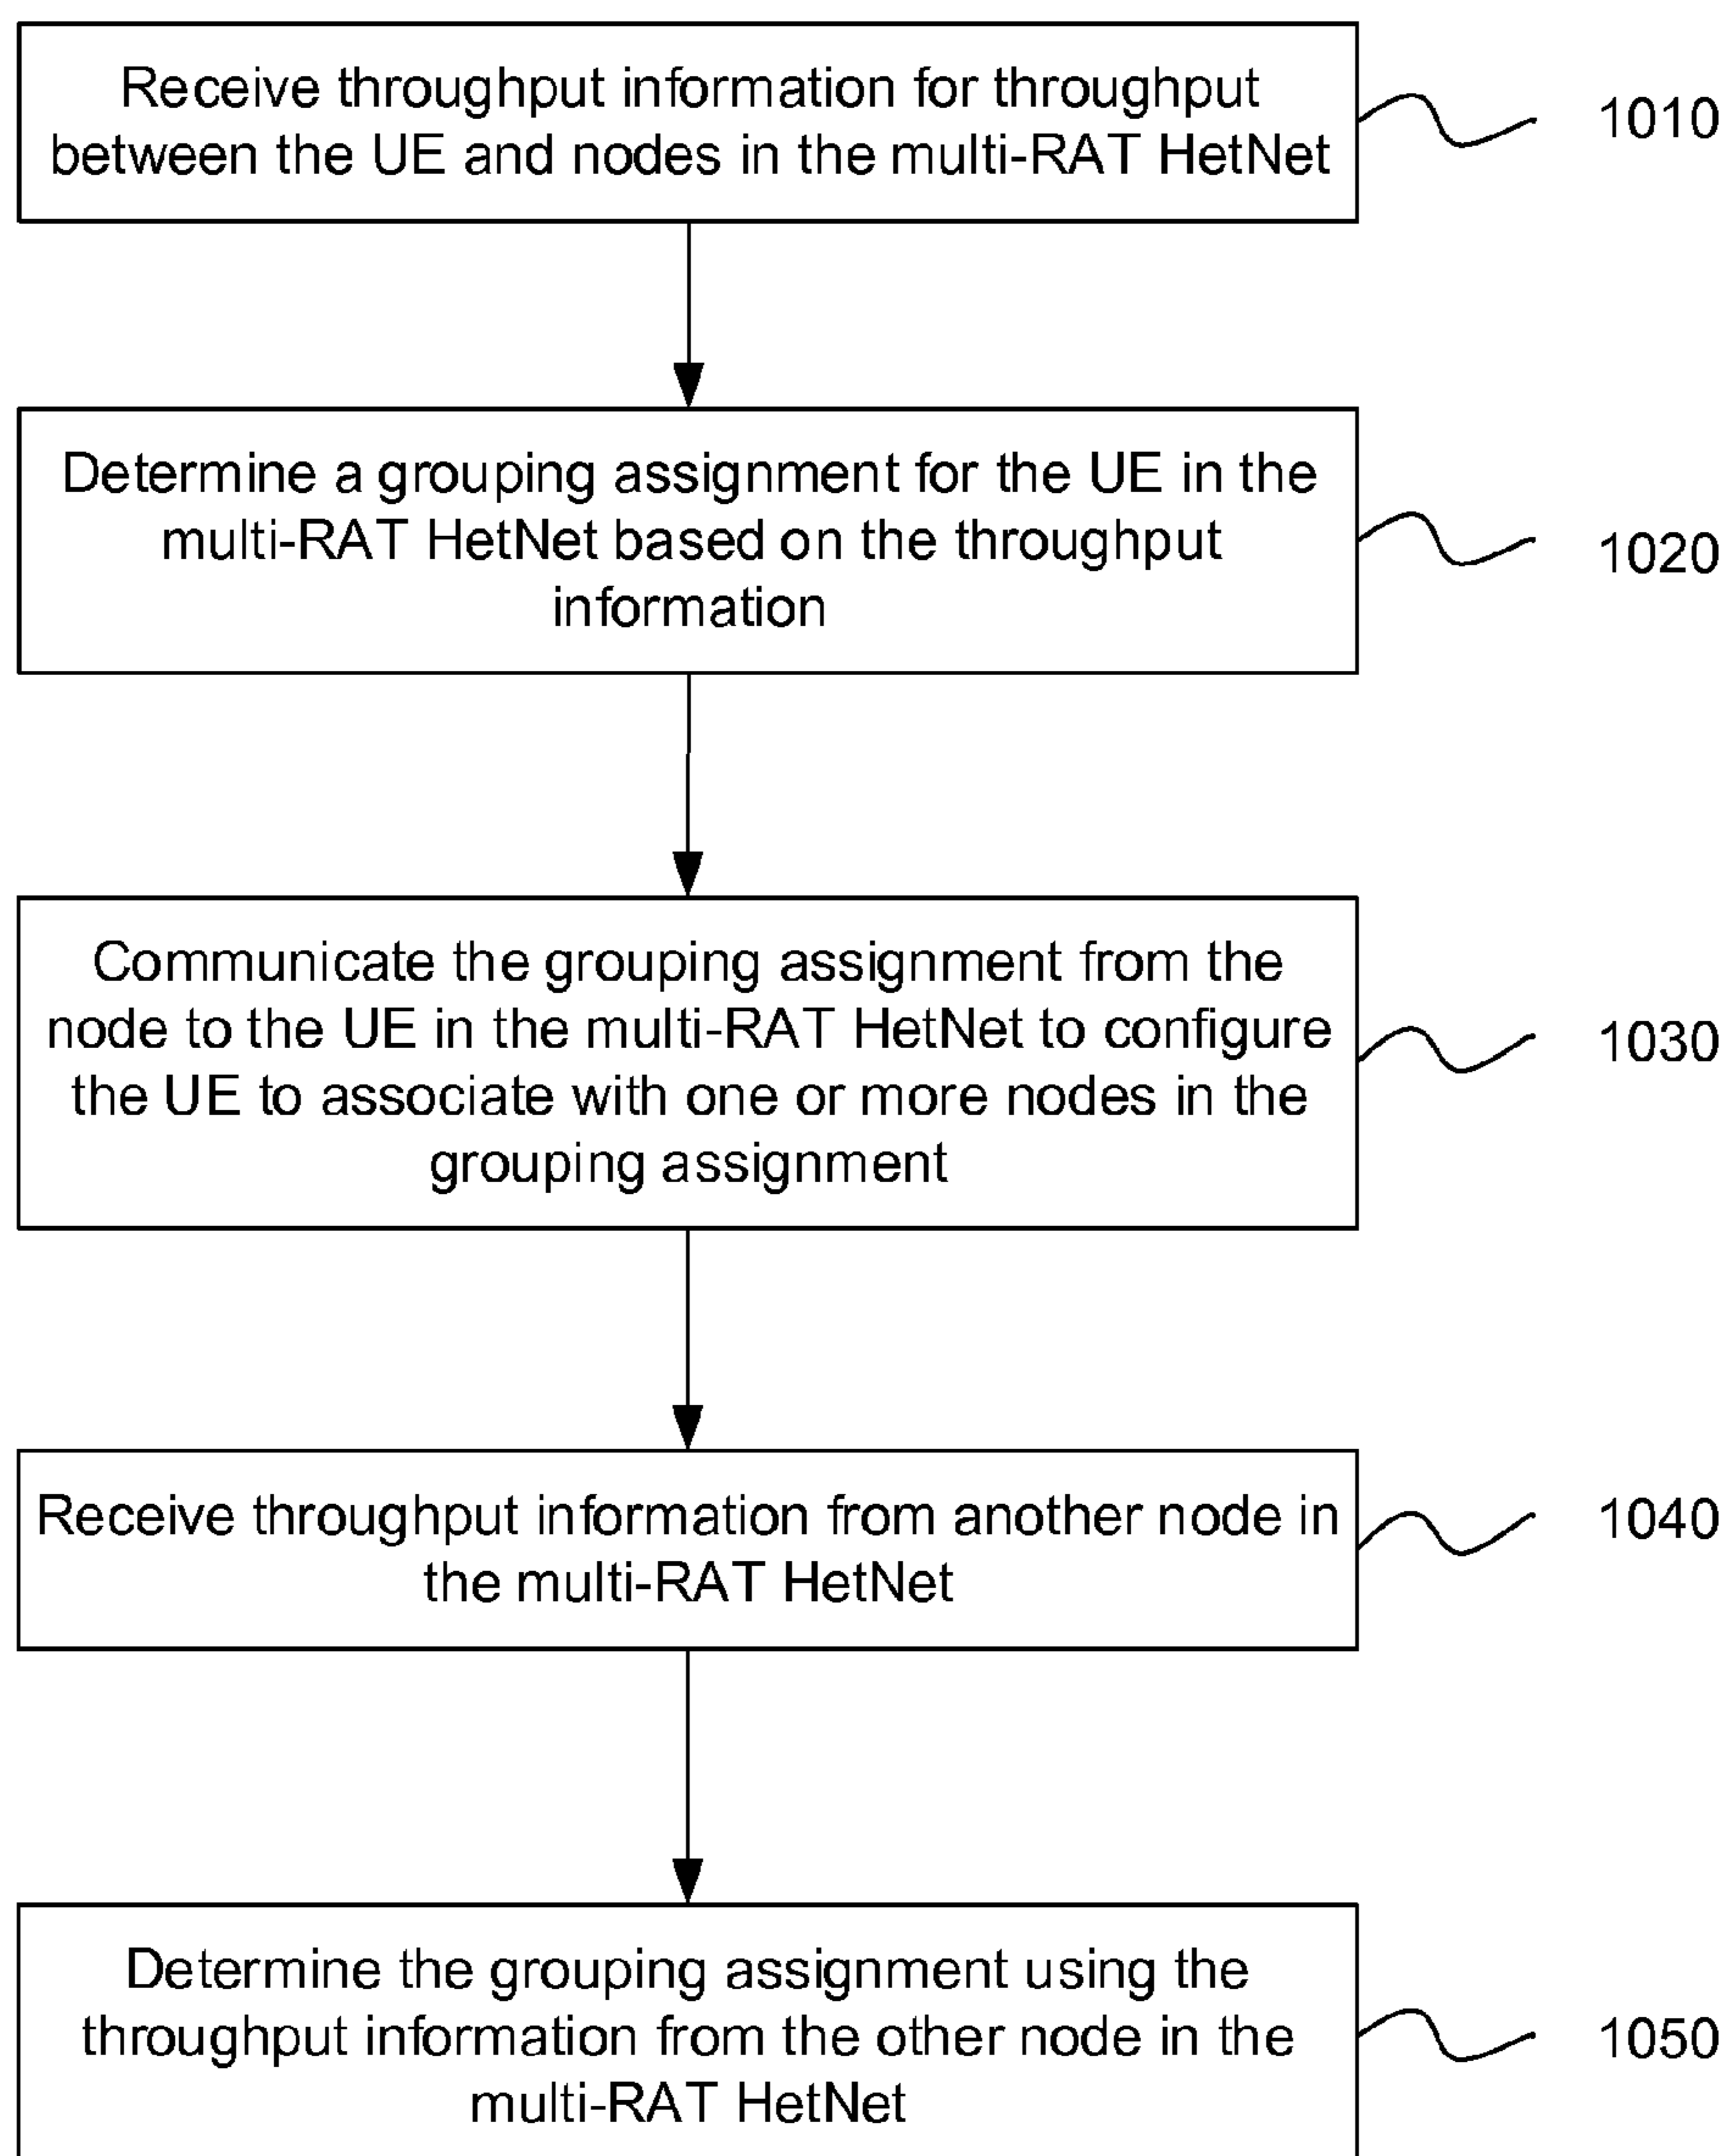 Receive throughput information for throughput
between the UE and nodes in the multi-RAT HetNet
1010
Determine a grouping assignment for the UE in the
multi-RAT HetNet based on the throughput
information
1020
Communicate the grouping assignment from the
node to the UE in the multi-RAT HetNet to configure
the UE to associate with one or more nodes in the
grouping assignment
1030
Receive throughput information from another node in
the multi-RAT HetNet
1040
Determine the grouping assignment using the
throughput information from the other node in the
multi-RAT HetNet
1050